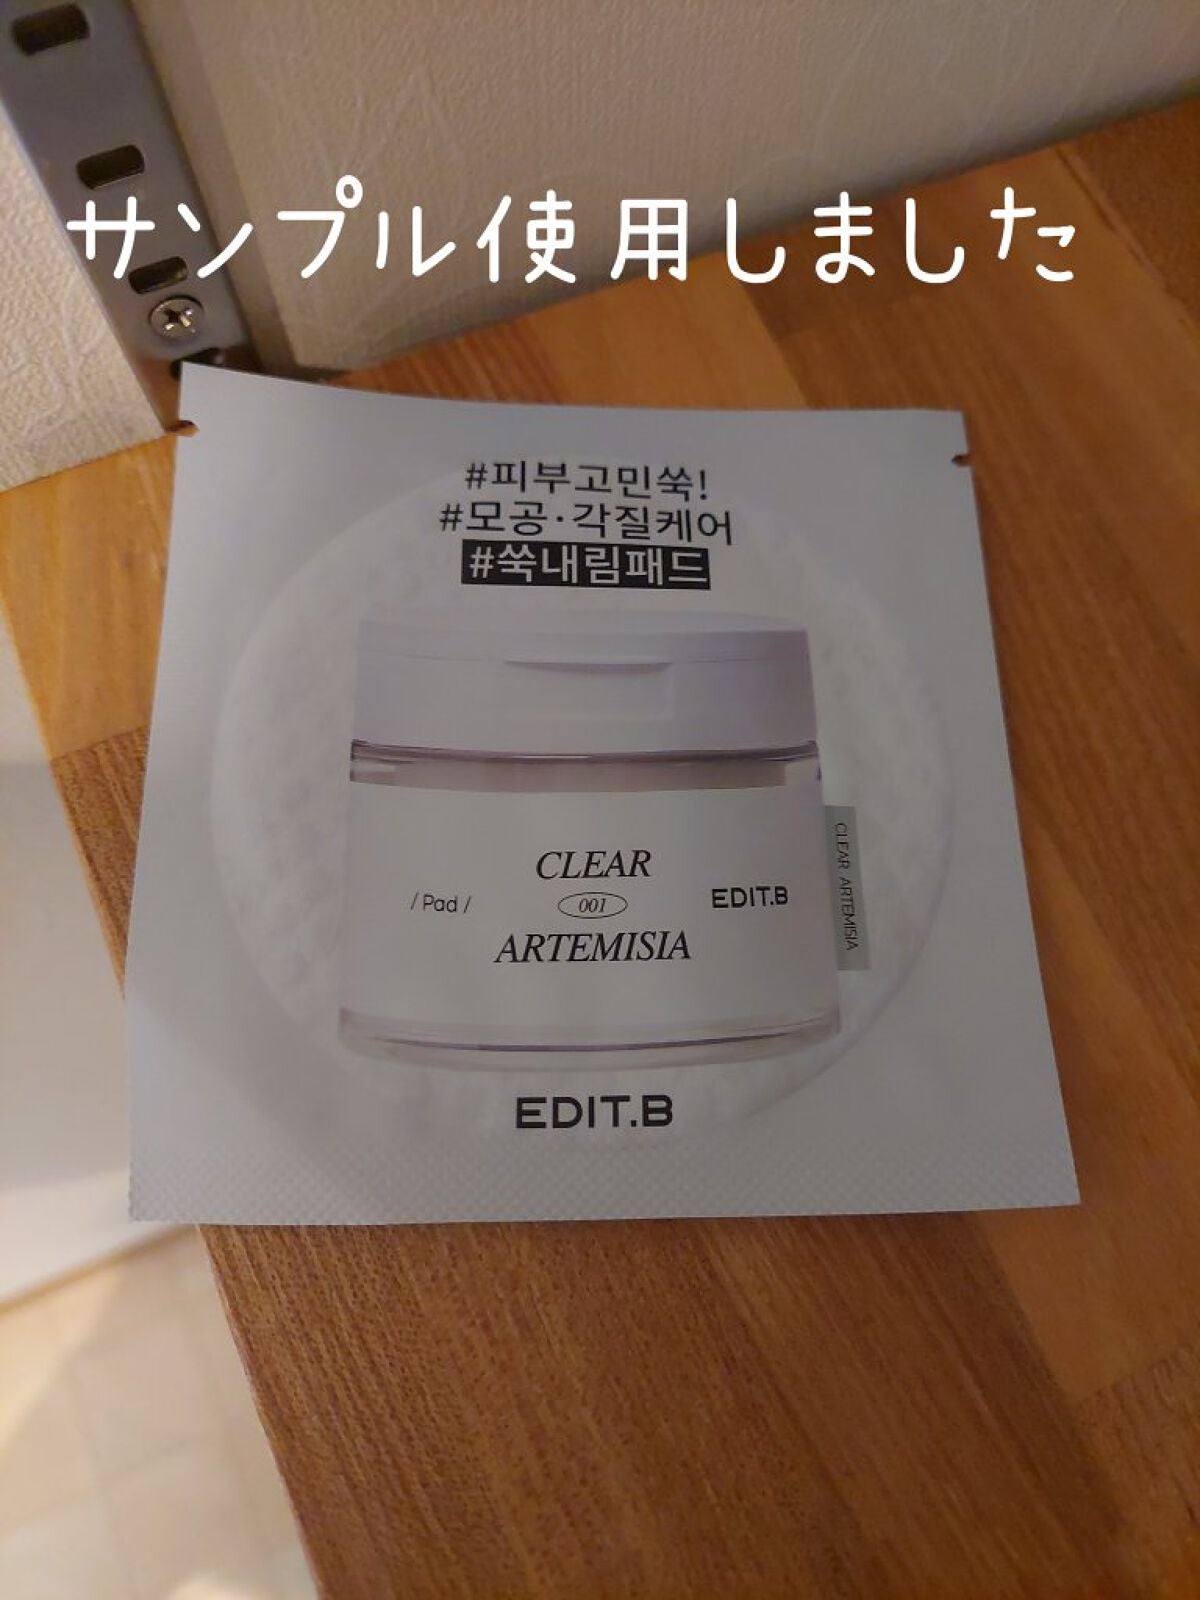 サンプル使用しました
#피부고민쑥!
#모공·각질케어
#쑥내림패드
CLEAR
/ Pad /
001
EDIT.B
ARTEMISIA
CLEAR ARTEMISIA
EDIT.B